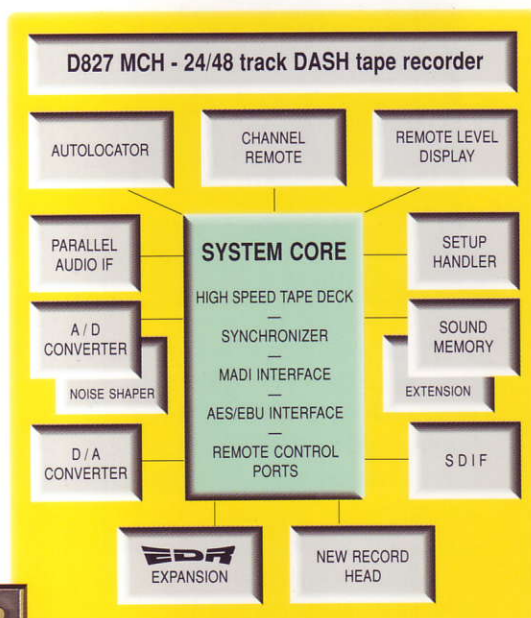 D827 MCH - 24/48 track DASH tape recorder
AUTOLOCATOR
CHANNEL
REMOTE
REMOTE LEVEL
DISPLAY
PARALLEL
AUDIO IF
SYSTEM CORE
HIGH SPEED TAPE DECK
—
SYNCHRONIZER
—
MADI INTERFACE
—
AES/EBU INTERFACE
—
REMOTE CONTROL
PORTS
SETUP
HANDLER
A / D
CONVERTER
NOISE SHAPER
SOUND
MEMORY
EXTENSION
D / A
CONVERTER
S D I F
EDR
EXPANSION
NEW RECORD
HEAD